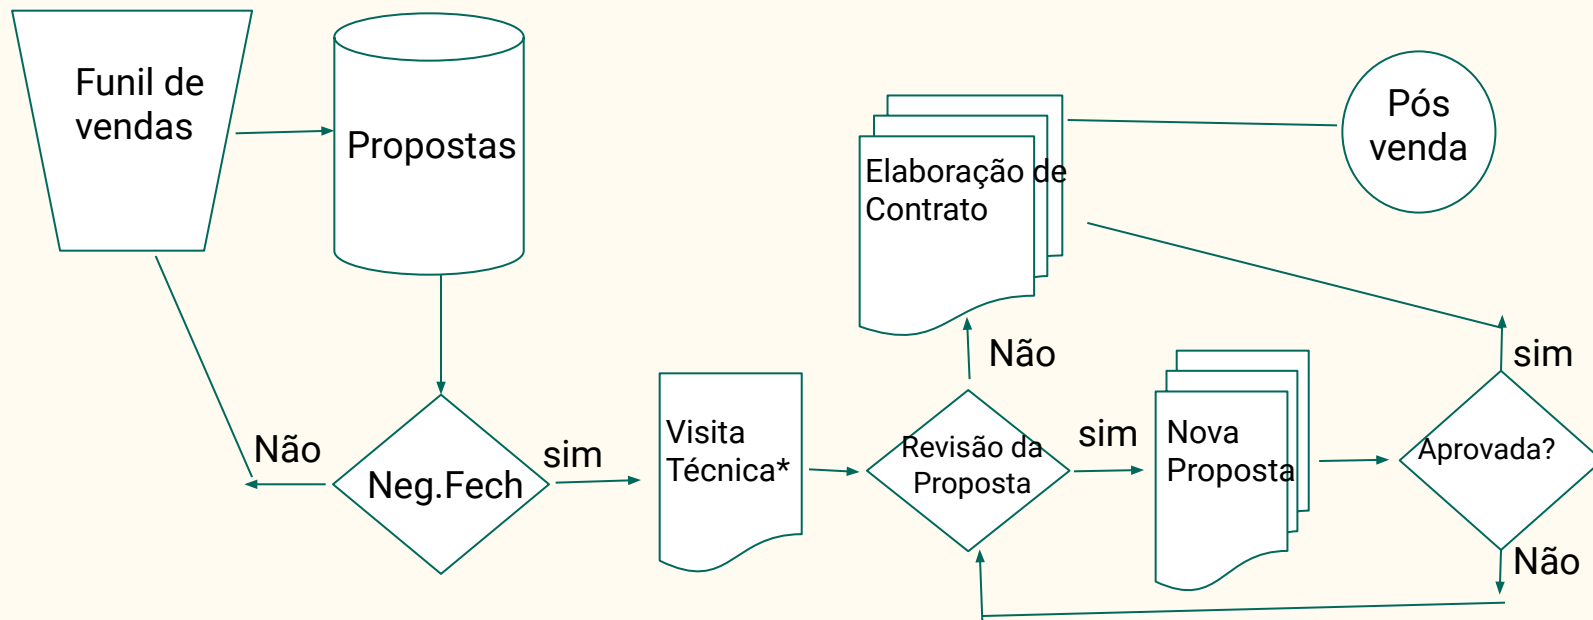 Funil de
vendas
Propostas
Elaboração de
Contrato
Pós
venda
Não
sim
Não
Neg.Fech
sim
Visita
Técnica*
Revisão da
Proposta
sim
Nova
Proposta
Aprovada?
Não